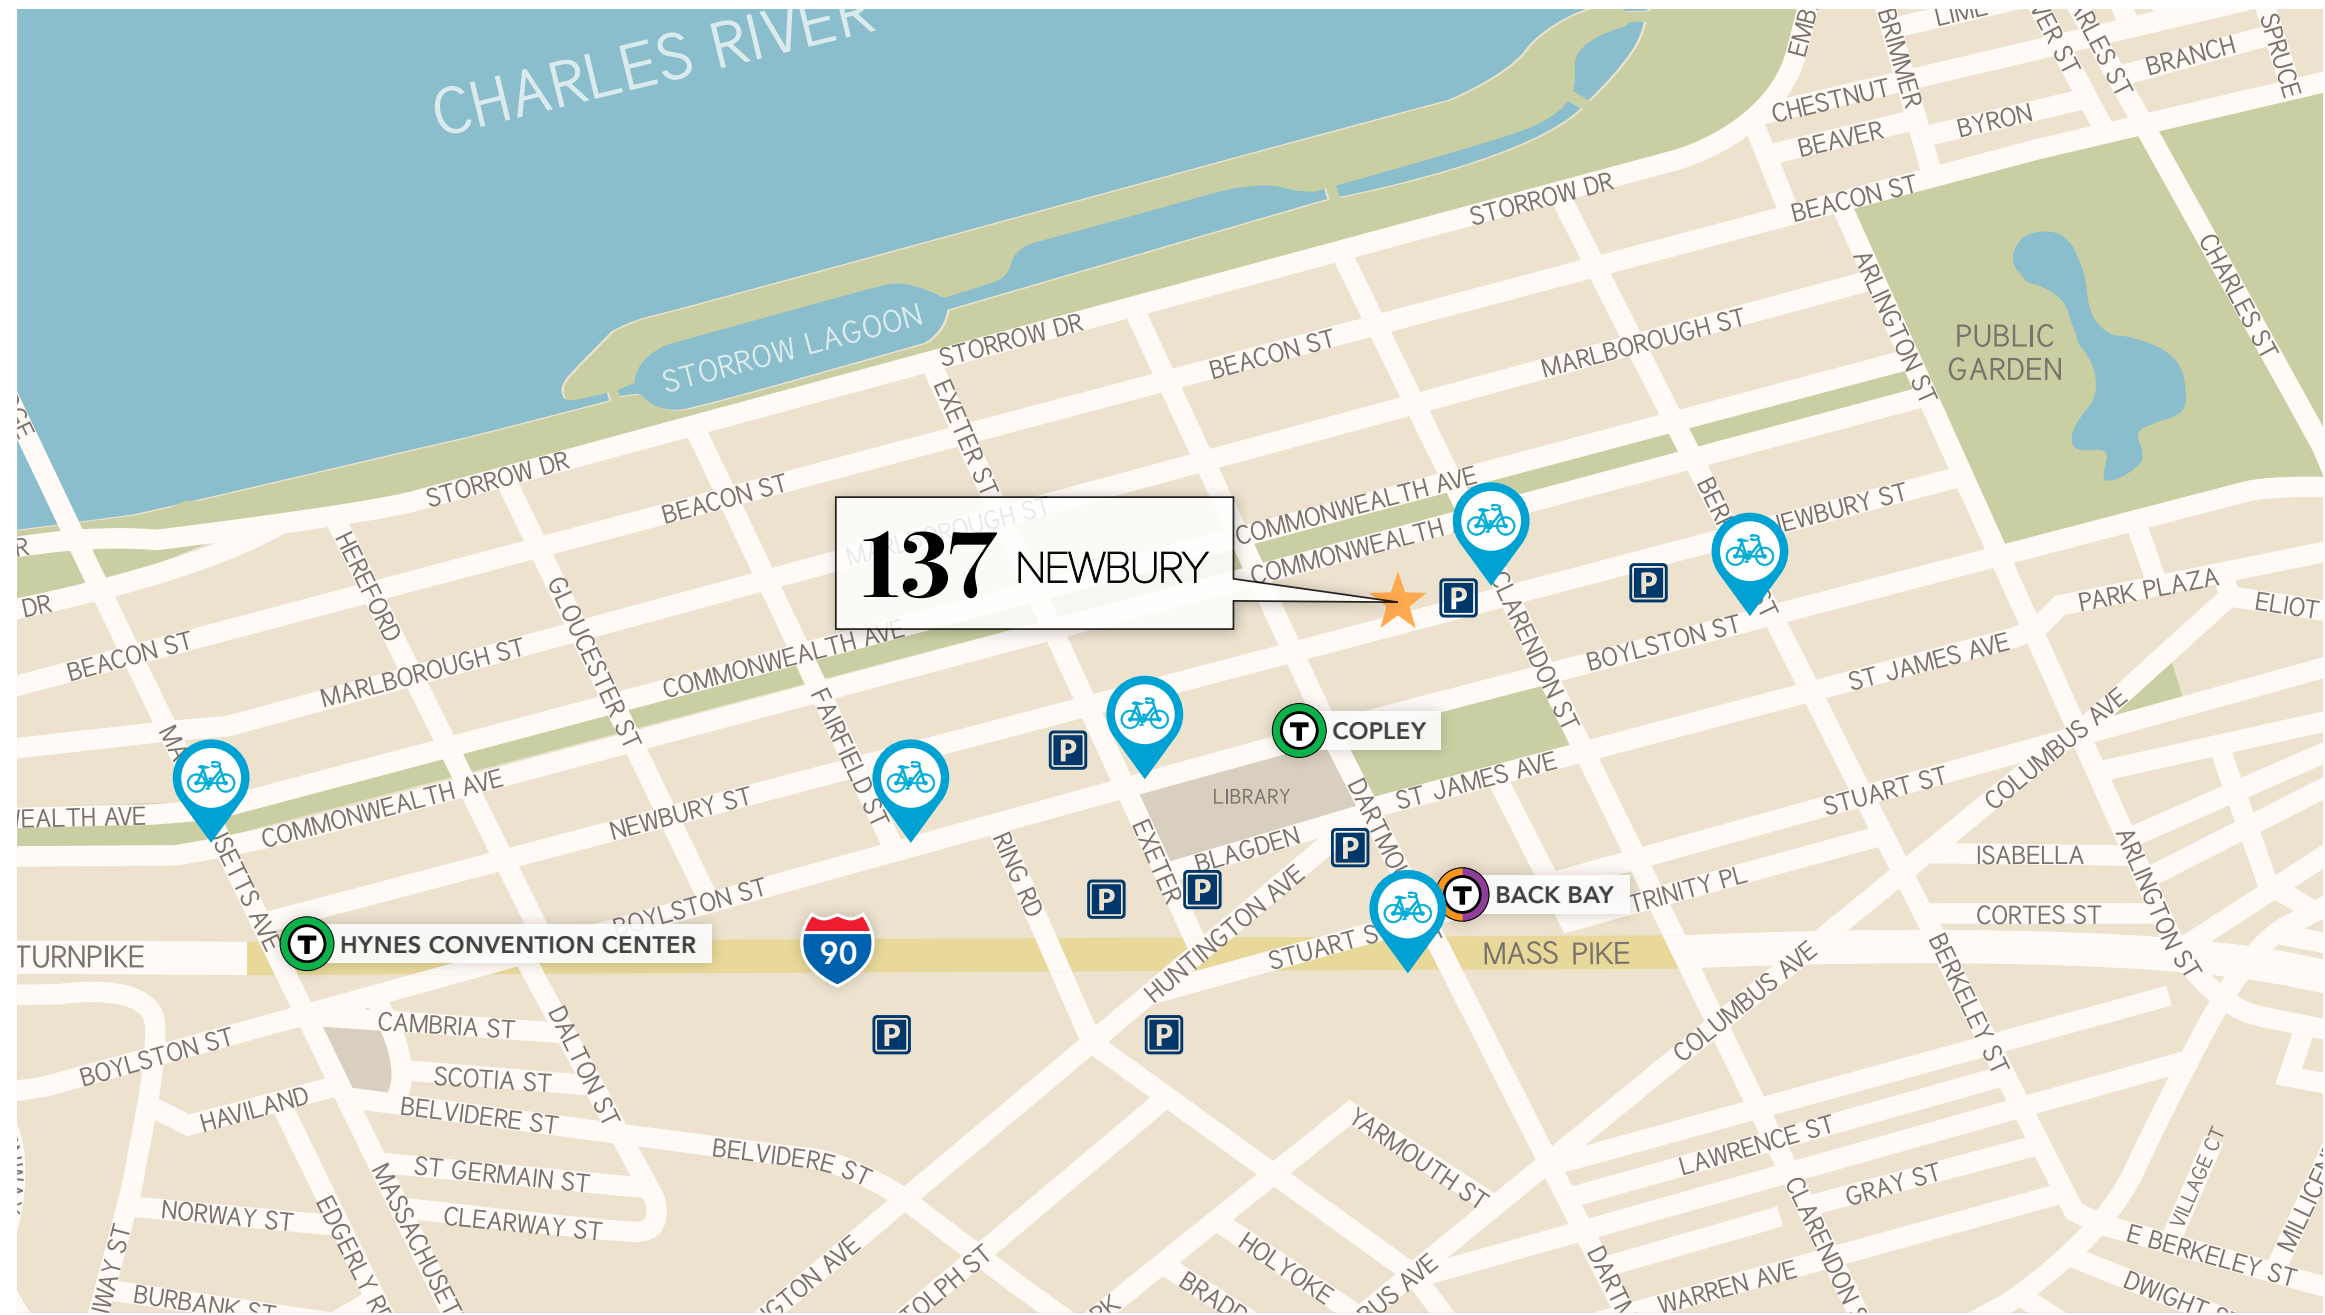 CHARLES RIVER
LIME
BRIMMER
SPRUCE
BRANCH
CHESTNUT
BYRON
BEAVER
STORROW DR
BEACON ST
ARLINGTON ST
CHARLES ST
PUBLIC
GARDEN
STORROW LAGOON
STORROW DR
BEACON ST
MARLBOROUGH ST
EXETER ST
STORROW DR
BEACON ST
COMMONWEALTH AVE
COMMONWEALTH
NEWBURY ST
MARLBOROUGH ST
137 NEWBURY
P
P
HEREFORD
GLOUCESTER ST
DR
BEACON ST
MARLBOROUGH ST
COMMONWEALTH AVE
CLARENDON ST
BOYLSTON ST
PARK PLAZA
ELIOT
ST JAMES AVE
FAIRFIELD ST
P
T COPLEY
COLUMBUS AVE
COMMONWEALTH AVE
NEWBURY ST
LIBRARY
ST JAMES AVE
STUART ST
EXETER
BLAGDEN
P
RING RD
HUNTINGTON AVE
P
P
T BACK BAY
TRINITY PL
ISABELLA
CORTES ST
ARLINGTON ST
BOYLSTON ST
TURNPIKE
T HYNES CONVENTION CENTER
90
STUART S
MASS PIKE
COLUMBUS AVE
BERKELEY ST
P
P
BOYLSTON ST
CAMBRIA ST
DALTON ST
SCOTIA ST
HAVILAND
BELVIDERE ST
BELVIDERE ST
YARMOUTH ST
LAWRENCE ST
VILLAGE CT
ST GERMAIN ST
GRAY ST
MASSACHUSET
NORWAY ST
EDGERLY R
CLEARWAY ST
CLARENDON S
E BERKELEY ST
HOLYOKE
WARREN AVE
DWIGHT
BURBANK ST